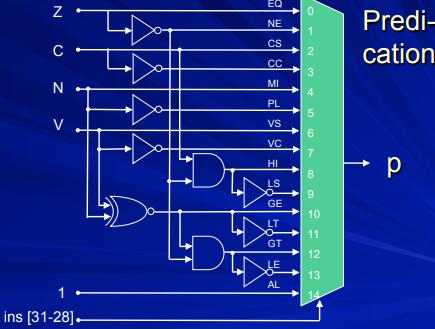 Predi-
cation
Z
C
N
V
1
ins [31-28]
EQ
NE
CS
CC
MI
PL
VS
VC
HI
LS
GE
LT
GT
LE
AL
0
1
2
3
4
5
6
7
8
9
10
11
12
13
14
p